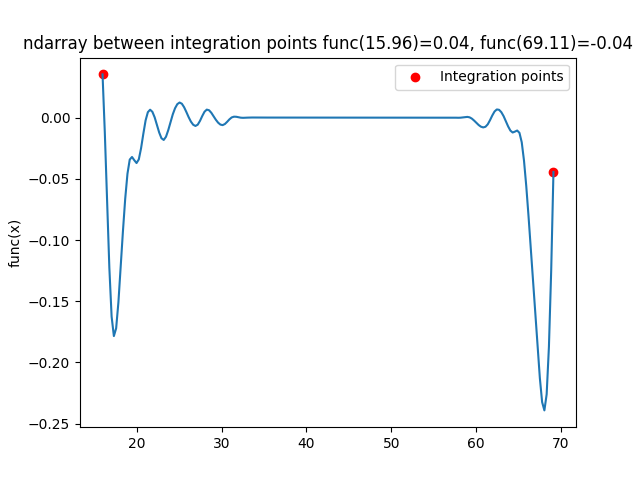 ndarray between integration points func(15.96)=0.04, func(69.11)=-0.04
Integration points
func(x)
0.00
−0.05
−0.10
−0.15
−0.20
−0.25
20 30 40 50 60 70